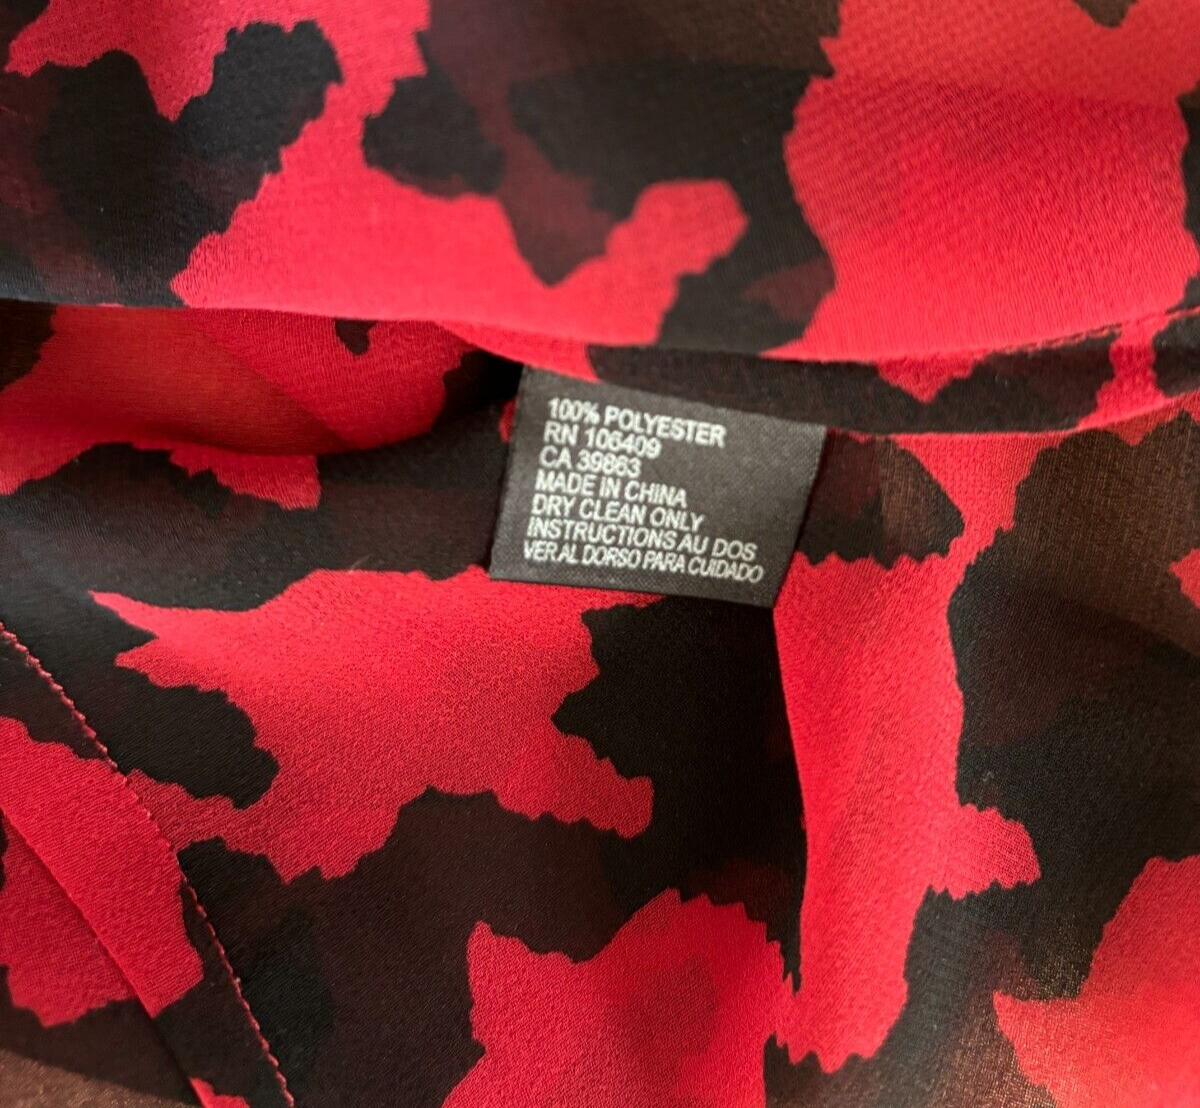 100% POLYESTER
RN 106409
CA 39863
MADE IN CHINA
DRY CLEAN ONLY
INSTRUCTIONS AU DOS
VER AL DORSO PARA CUIDADO